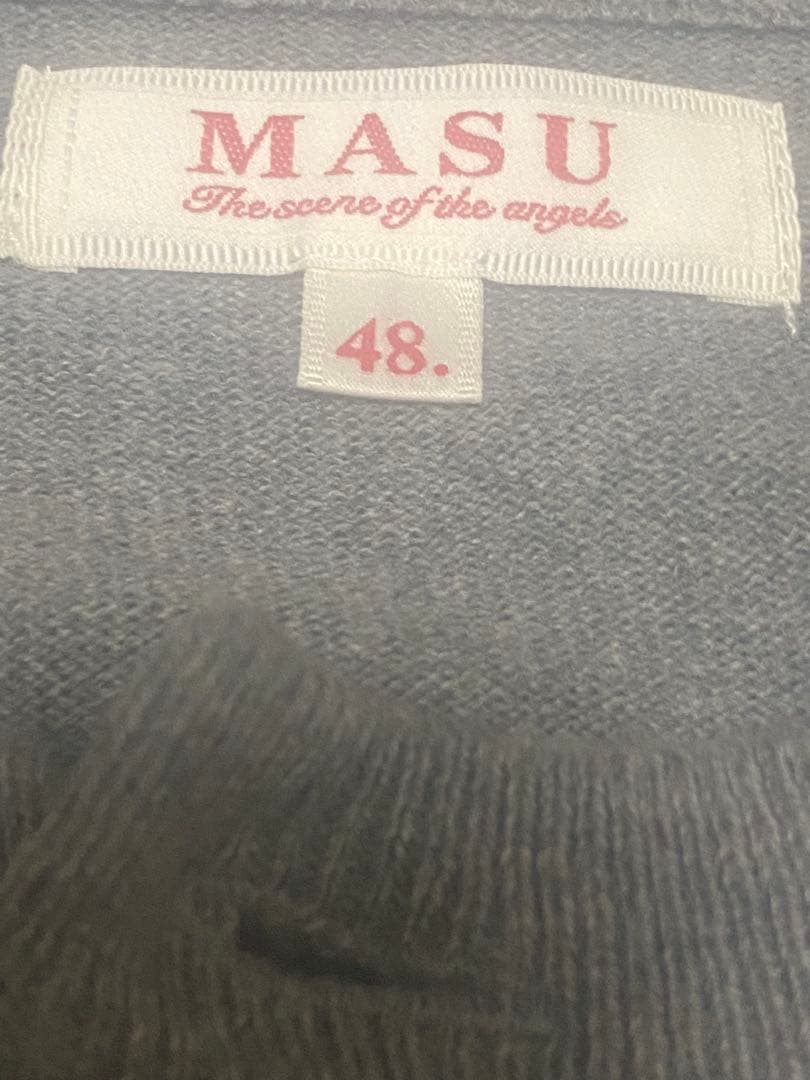 MASU
The scene of the angels
48.